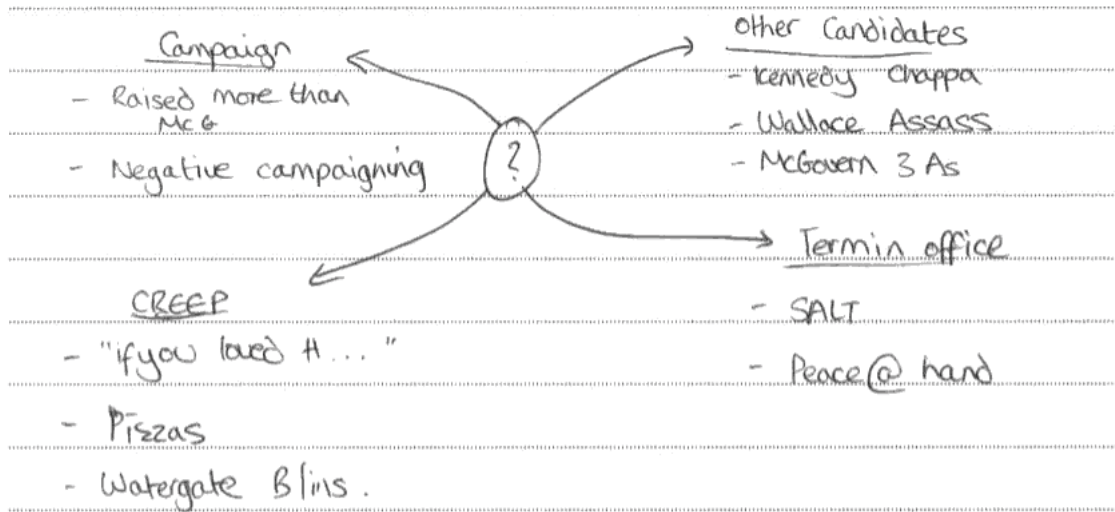 Campaign
- Raised more than
McG
- Negative campaigning
?
Other Candidates
- Kennedy Chappa
- Wallace Assass
- McGovern 3 As
CREEP
- "if you loved H... "
- Pizzas
- Watergate B/ins.
Term in office
- SALT
- Peace @ hand